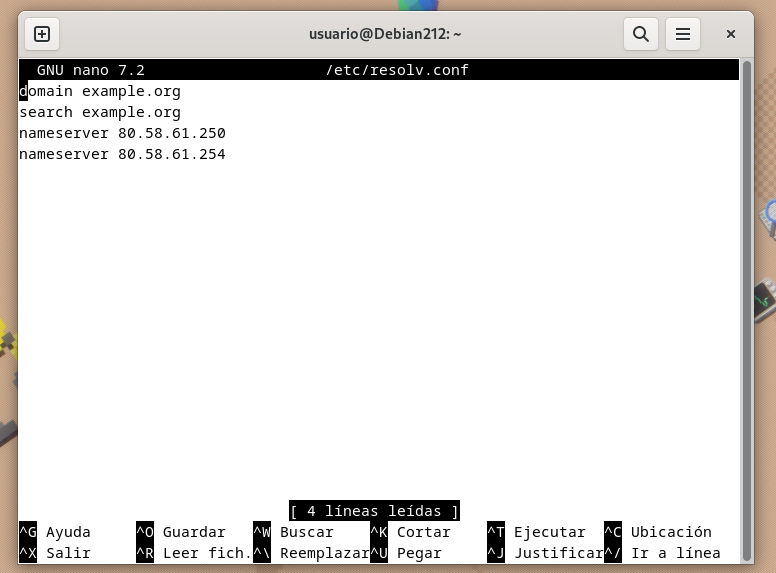 usuario@Debian212: ~
GNU nano 7.2 /etc/resolv.conf
domain example.org
search example.org
nameserver 80.58.61.250
nameserver 80.58.61.254
[ 4 líneas leídas ]
^G Ayuda ^O Guardar ^W Buscar ^K Cortar ^T Ejecutar ^C Ubicación
^X Salir ^R Leer fich. ^\ Reemplazar ^U Pegar ^J Justificar ^/ Ir a línea